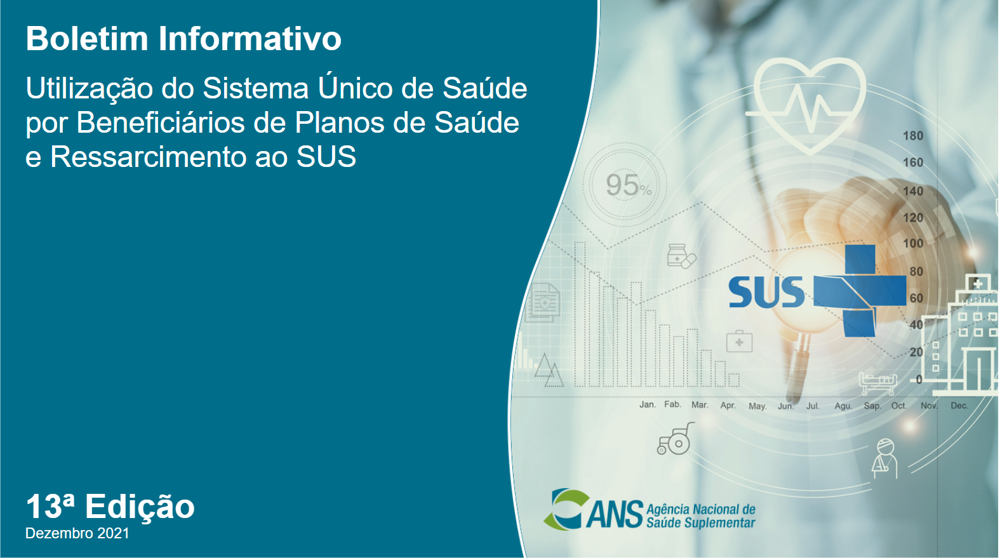 Boletim Informativo
Utilização do Sistema Único de Saúde
por Beneficiários de Planos de Saúde
e Ressarcimento ao SUS
13ª Edição
Dezembro 2021
95%
180
160
140
120
100
80
60
40
20
0
SUS
Jan. Fab. Mar. Apr. May. Jun. Jul. Agu. Sap. Oct. Nov. Dec.
ANS Agência Nacional de
Saúde Suplementar